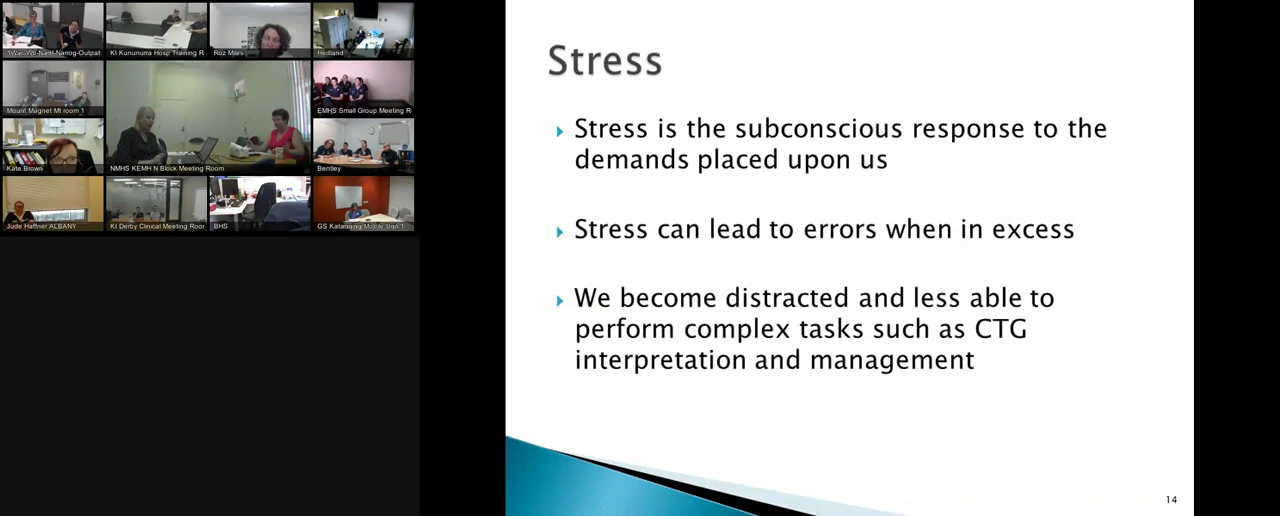 KI Kununurra Hosp Training R
Roz Miles
Hedland
Mount Magnet Mt room 1
EMHS Small Group Meeting R
Kate Brown
NMHS KEMH N Block Meeting Room
Bentley
Jude Haffner ALBANY
KI Derby Clinical Meeting Roor
BHS
GS Katanning Mobile Unit 1
Stress
Stress is the subconscious response to the
demands placed upon us
Stress can lead to errors when in excess
We become distracted and less able to
perform complex tasks such as CTG
interpretation and management
14